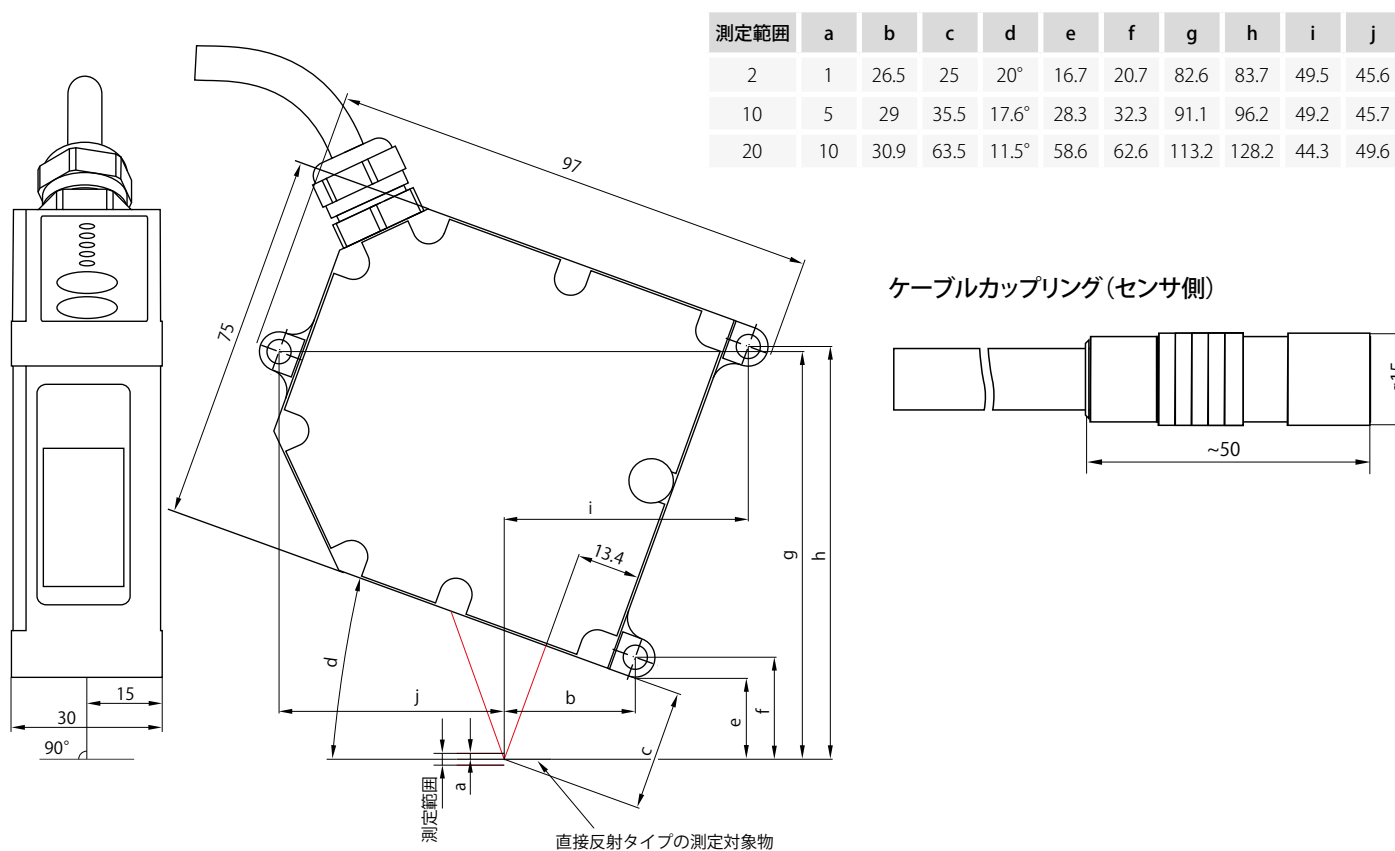 測定範囲 a b c d e f g h i j
2 1 26.5 25 20° 16.7 20.7 82.6 83.7 49.5 45.6
10 5 29 35.5 17.6° 28.3 32.3 91.1 96.2 49.2 45.7
20 10 30.9 63.5 11.5° 58.6 62.6 113.2 128.2 44.3 49.6
97
75
ケーブルカップリング（センサ側）
~50
i
13.4
g
h
d
15
30
90°
j
b
e
f
c
a
測定範囲
直接反射タイプの測定対象物